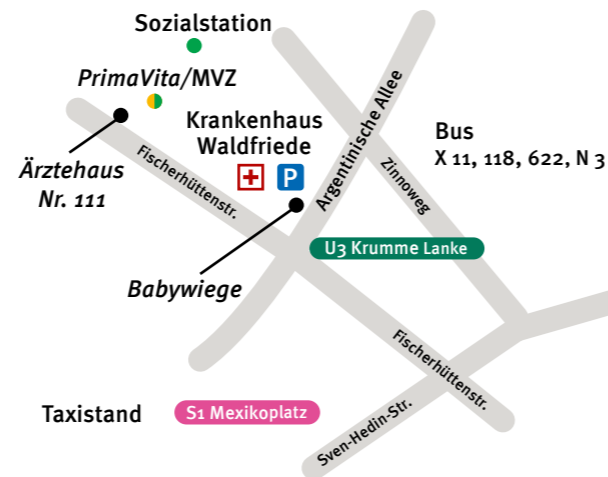 Sozialstation
PrimaVita/MVZ
Krankenhaus
Waldfriede
P
Ärztehaus
Nr. 111
Fischerhüttenstr.
Argentinische Allee
Zinnoweg
Bus
X 11, 118, 622, N 3
U3 Krumme Lanke
Babywiege
Fischerhüttenstr.
Taxistand
S1 Mexikoplatz
Sven-Hedin-Str.